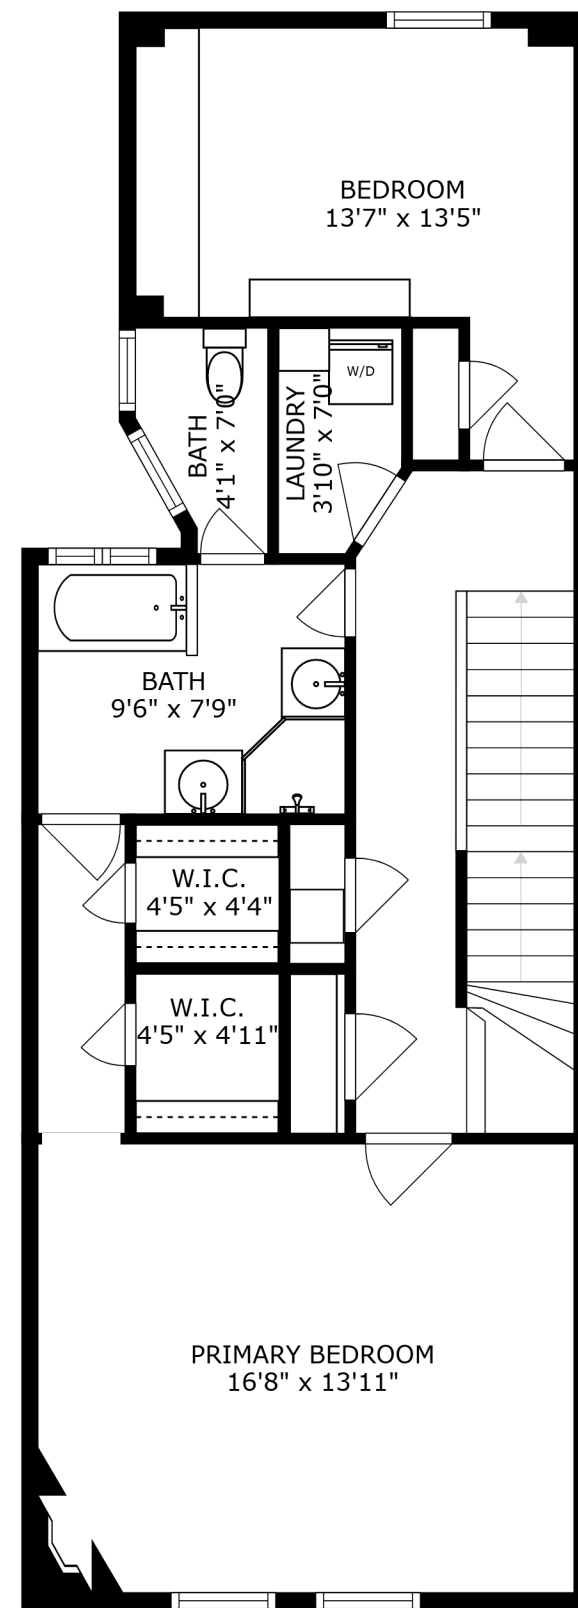 BEDROOM
13'7" x 13'5"
W/D
BATH
4'1" x 7'0"
LAUNDRY
3'10" x 7'0"
BATH
9'6" x 7'9"
W.I.C.
4'5" x 4'4"
W.I.C.
4'5" x 4'11"
PRIMARY BEDROOM
16'8" x 13'11"